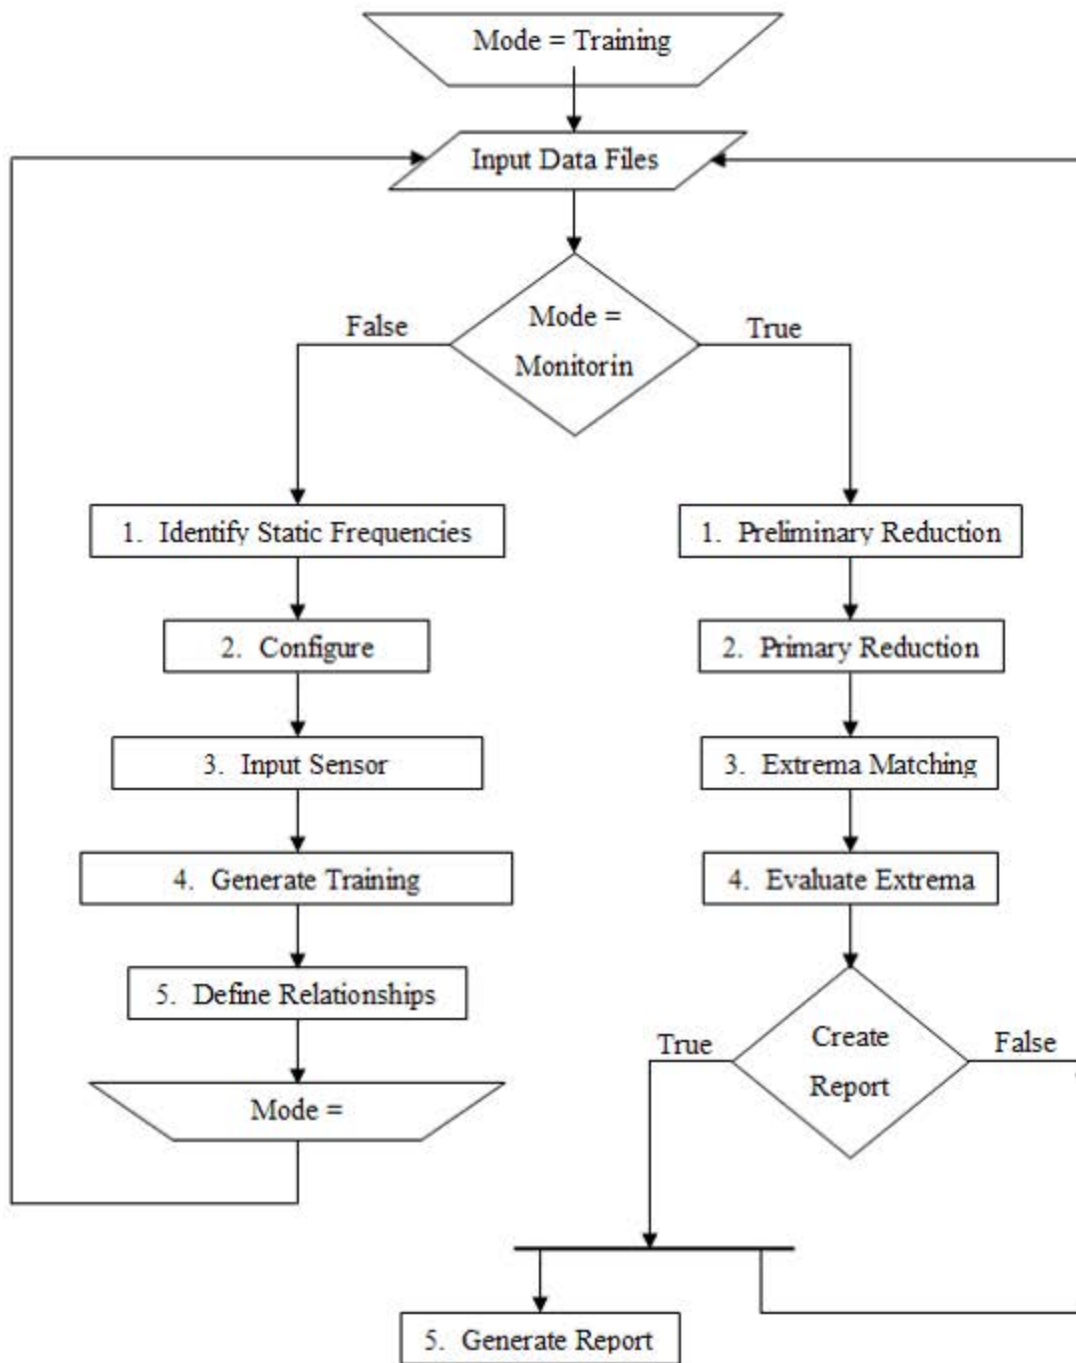 Mode = Training
Input Data Files
False
Mode =
True
Monitorin
1. Identify Static Frequencies
1. Preliminary Reduction
2. Configure
2. Primary Reduction
3. Input Sensor
3. Extrema Matching
4. Generate Training
4. Evaluate Extrema
5. Define Relationships
True
Create
False
Report
Mode =
5. Generate Report